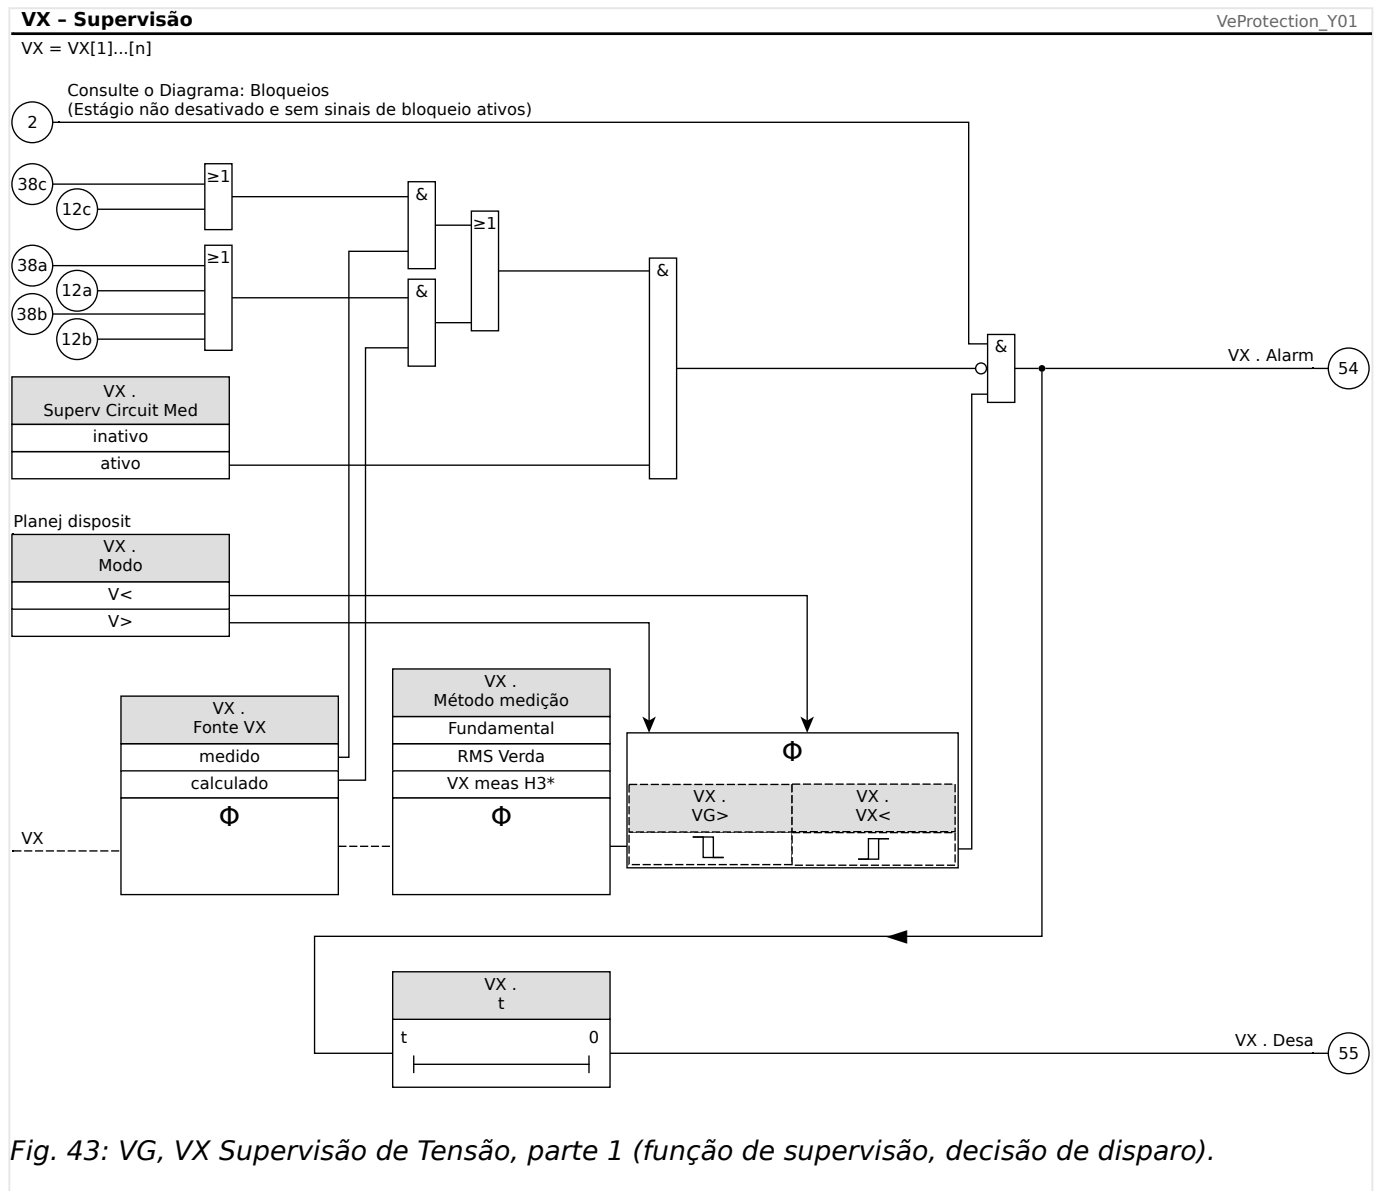 VX – Supervisão
VeProtection_Y01
VX = VX[1]...[n]
Consulte o Diagrama: Bloqueios
(Estágio não desativado e sem sinais de bloqueio ativos)
2
38c
12c
≥1
&
≥1
38a
12a
38b
12b
≥1
&
&
&
VX . Alarm
54
VX .
Superv Circuit Med
inativo
ativo
Planej disposit
VX .
Modo
V<
V>
VX .
Fonte VX
medido
calculado
Φ
VX
VX .
Método medição
Fundamental
RMS Verda
VX meas H3*
Φ
Φ
VX .
VG>
VX .
VX<
VX .
t
t
0
VX . Desa
55
Fig. 43: VG, VX Supervisão de Tensão, parte 1 (função de supervisão, decisão de disparo).